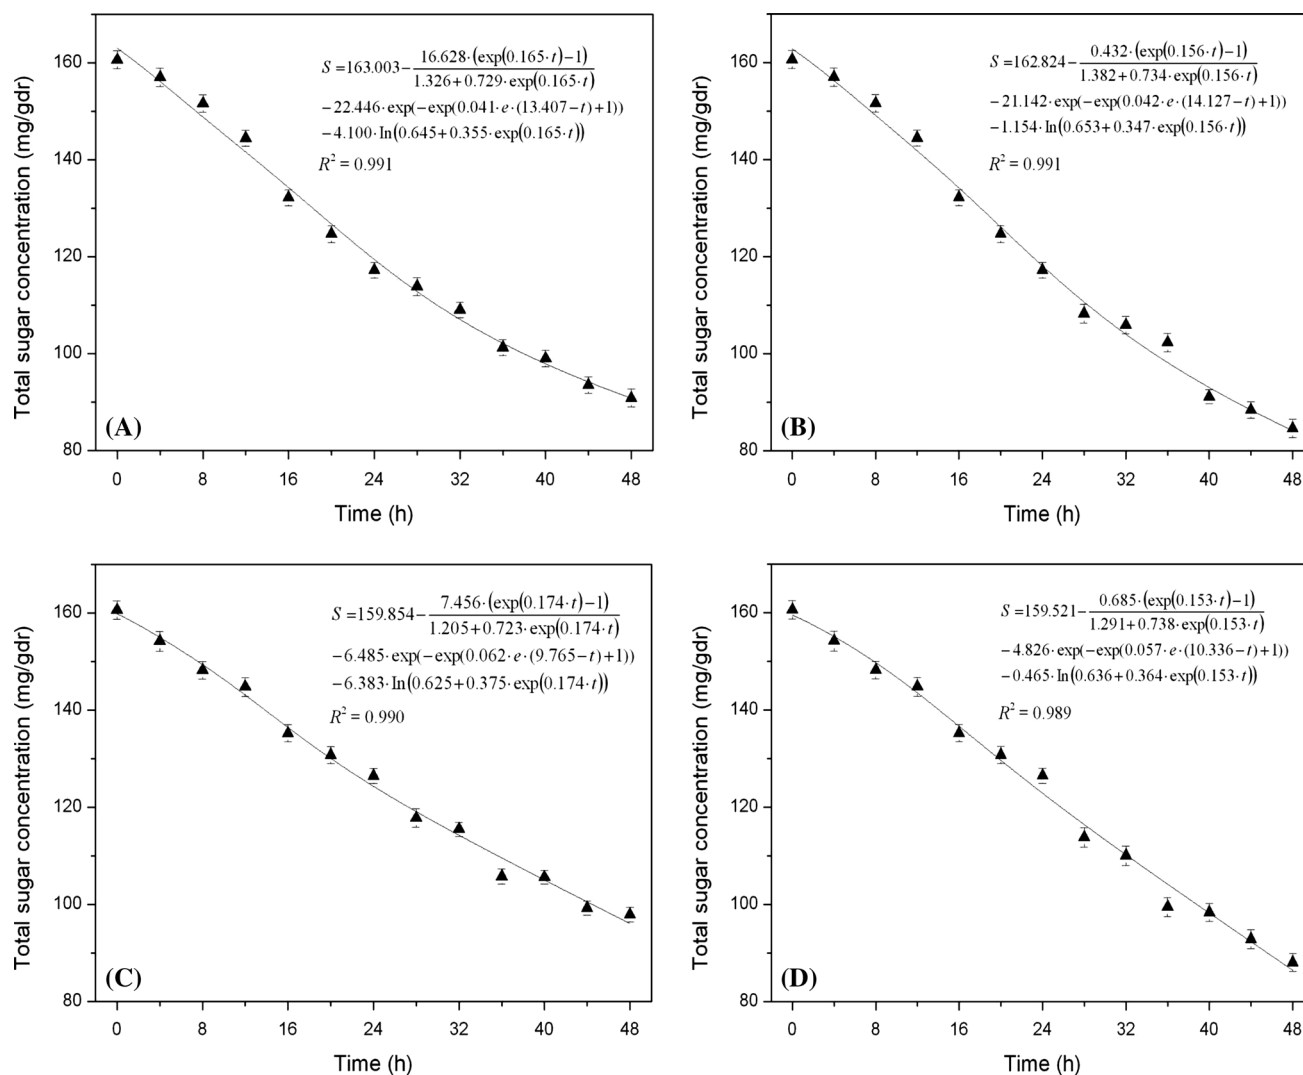 160
140
120
100
80
Total sugar concentration (mg/gdr)
S=163.003−16.628·(exp(0.165·t)−1)/1.326+0.729·exp(0.165·t)
−22.446·exp(−exp(0.041·e·(13.407−t)+1))
−4.100·ln(0.645+0.355·exp(0.165·t))
R² = 0.991
(A)
0 8 16 24 32 40 48
Time (h)
160
140
120
100
80
Total sugar concentration (mg/gdr)
S=162.824−0.432·(exp(0.156·t)−1)/1.382+0.734·exp(0.156·t)
−21.142·exp(−exp(0.042·e·(14.127−t)+1))
−1.154·ln(0.653+0.347·exp(0.156·t))
R² = 0.991
(B)
0 8 16 24 32 40 48
Time (h)
160
140
120
100
80
Total sugar concentration (mg/gdr)
S=159.854−7.456·(exp(0.174·t)−1)/1.205+0.723·exp(0.174·t)
−6.485·exp(−exp(0.062·e·(9.765−t)+1))
−6.383·ln(0.625+0.375·exp(0.174·t))
R² = 0.990
(C)
0 8 16 24 32 40 48
Time (h)
160
140
120
100
80
Total sugar concentration (mg/gdr)
S=159.521−0.685·(exp(0.153·t)−1)/1.291+0.738·exp(0.153·t)
−4.826·exp(−exp(0.057·e·(10.336−t)+1))
−0.465·ln(0.636+0.364·exp(0.153·t))
R² = 0.989
(D)
0 8 16 24 32 40 48
Time (h)